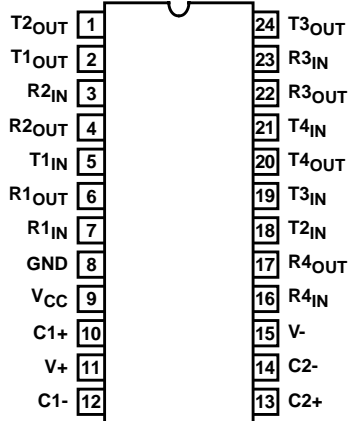 T2OUT 1 24 T3OUT
T1OUT 2 23 R3IN
R2IN 3 22 R3OUT
R2OUT 4 21 T4IN
T1IN 5 20 T4OUT
R1OUT 6 19 T3IN
R1IN 7 18 T2IN
GND 8 17 R4OUT
VCC 9 16 R4IN
C1+ 10 15 V-
V+ 11 14 C2-
C1- 12 13 C2+